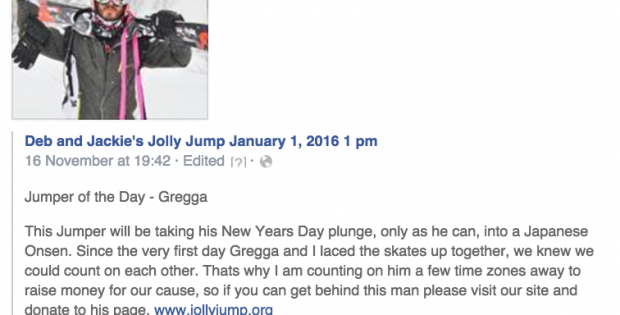 Deb and Jackie's Jolly Jump January 1, 2016 1 pm
16 November at 19:42 · Edited [?] ·
Jumper of the Day - Gregga
This Jumper will be taking his New Years Day plunge, only as he can, into a Japanese
Onsen. Since the very first day Gregga and I laced the skates up together, we knew we
could count on each other. Thats why I am counting on him a few time zones away to
raise money for our cause, so if you can get behind this man please visit our site and
donate to his page. www.jollyjump.org